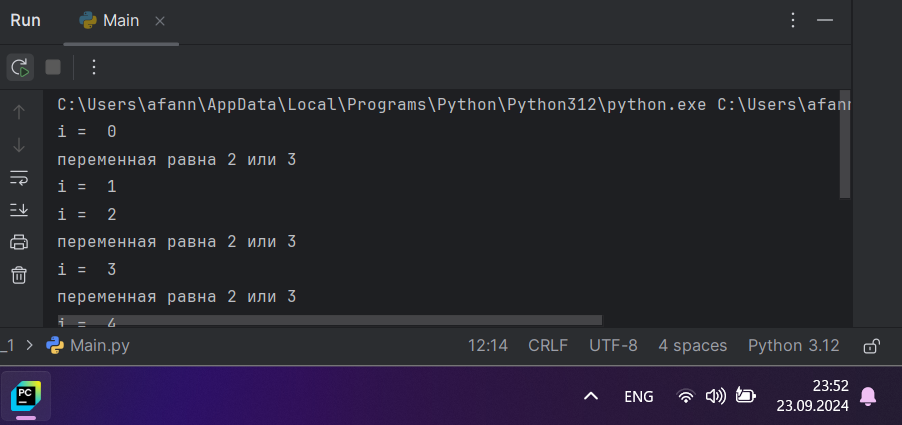 Run Main
C:\Users\afann\AppData\Local\Programs\Python\Python312\python.exe C:\Users\afann
i =  0
переменная равна 2 или 3
i =  1
i =  2
переменная равна 2 или 3
i =  3
переменная равна 2 или 3
i =  4
_1 Main.py 12:14 CRLF UTF-8 4 spaces Python 3.12
PC ENG 23:52
23.09.2024